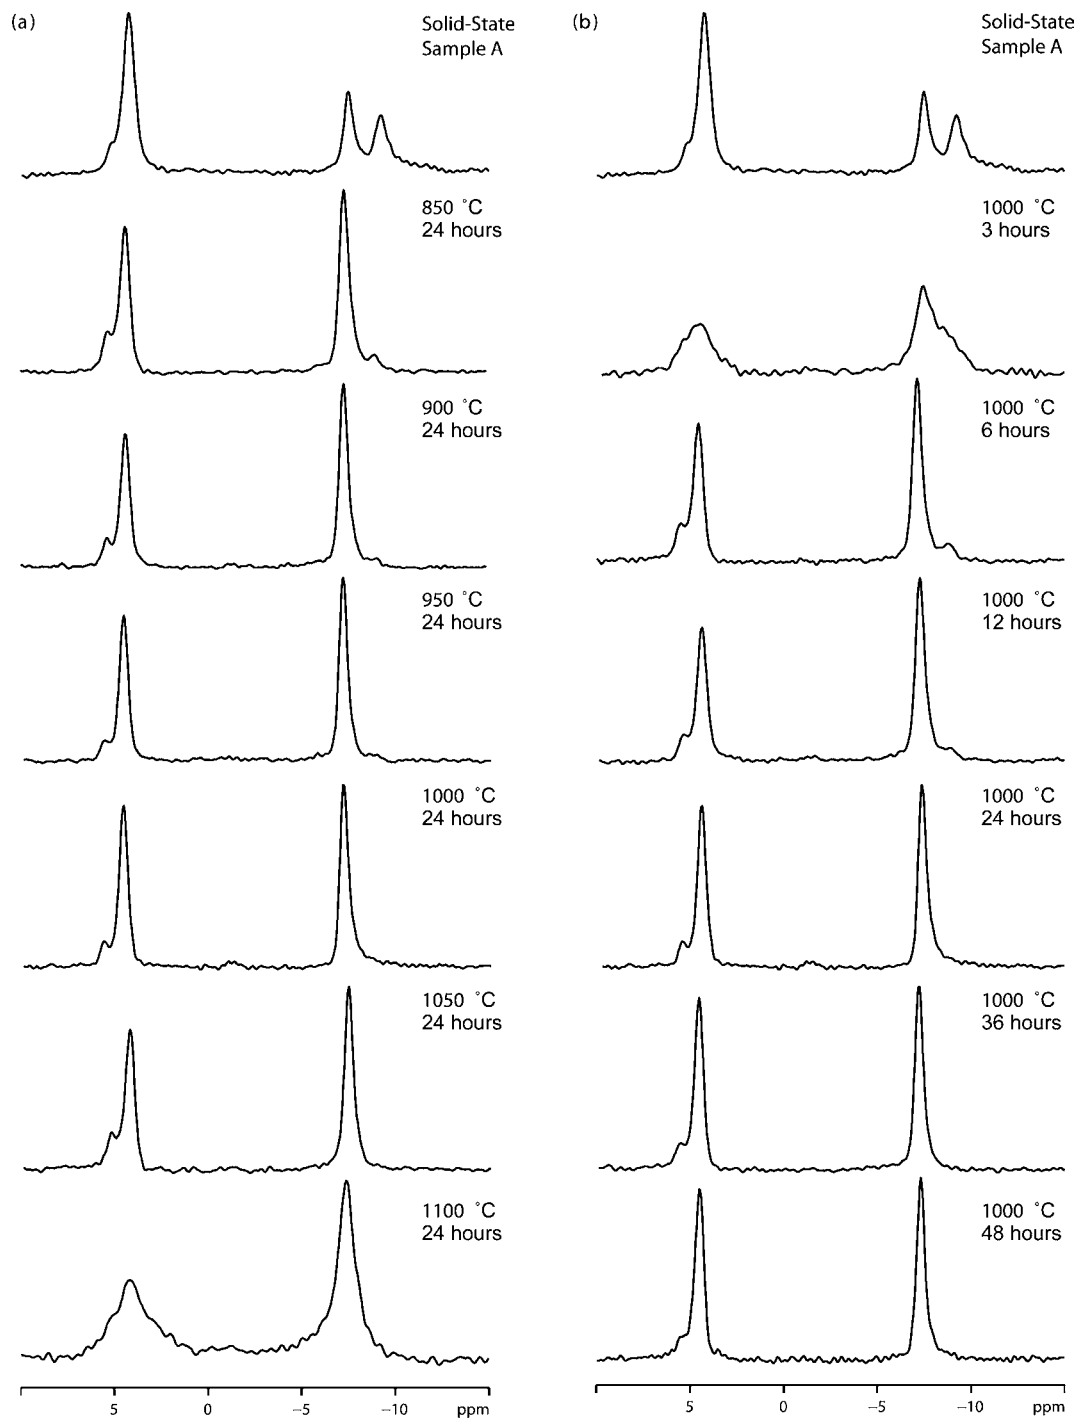 (a)
Solid-State
Sample A
850 °C
24 hours
900 °C
24 hours
950 °C
24 hours
1000 °C
24 hours
1050 °C
24 hours
1100 °C
24 hours
5 0 −5 −10 ppm
(b)
Solid-State
Sample A
1000 °C
3 hours
1000 °C
6 hours
1000 °C
12 hours
1000 °C
24 hours
1000 °C
36 hours
1000 °C
48 hours
5 0 −5 −10 ppm